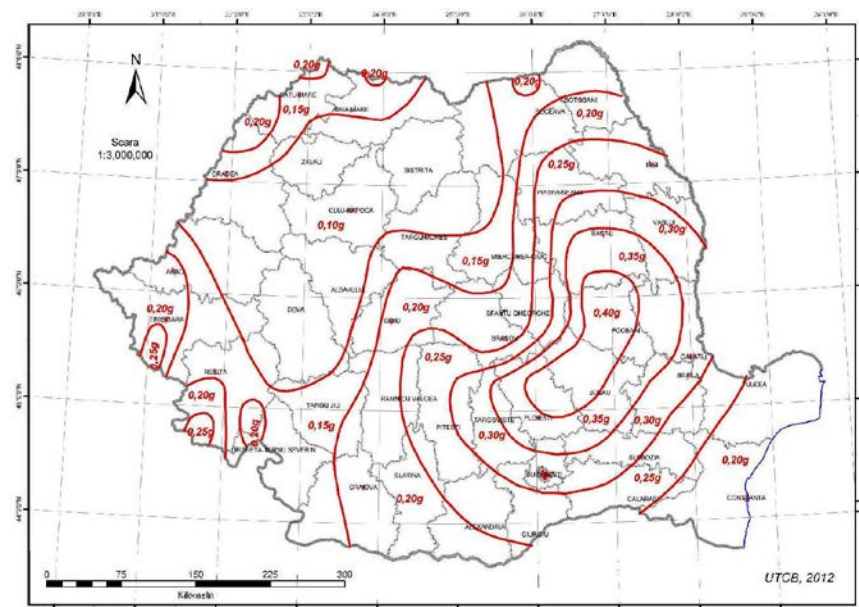 N
Scara
1:3,000,000
0,20g
0,20g
0,20g
SATU MARE
0,15g
BAIA MARE
0,20g
BOTOSANI
SUCEAVA
0,20g
ORADEA
ZALAU
BISTRITA
0,25g
IASI
CLUJ-NAPOCA
0,10g
TARGU-MURES
PIATRA NEAMT
VASLUI
0,30g
BACAU
0,15g
MIERCUREA-CIUC
0,35g
ARAD
ALBA IULIA
DEVA
0,20g
TIMISOARA
0,20g
SIBIU
SFANTU GHEORGHE
0,40g
BRASOV
FOCSANI
0,25g
0,25g
GALATI
BRAILA
TULCEA
RESITA
0,20g
TARGU JIU
RAMNICU VALCEA
BUZAU
0,25g
0,20g
0,15g
PITESTI
TARGOVISTE
PLOIESTI
0,35g
0,30g
0,30g
DROBETA-TURNU SEVERIN
SLOBOZIA
0,20g
SLATINA
0,25g
CRAIOVA
0,20g
CALARASI
CONSTANTA
ALEXANDRIA
GIURGIU
0 75 150 225 300
UTCB, 2012